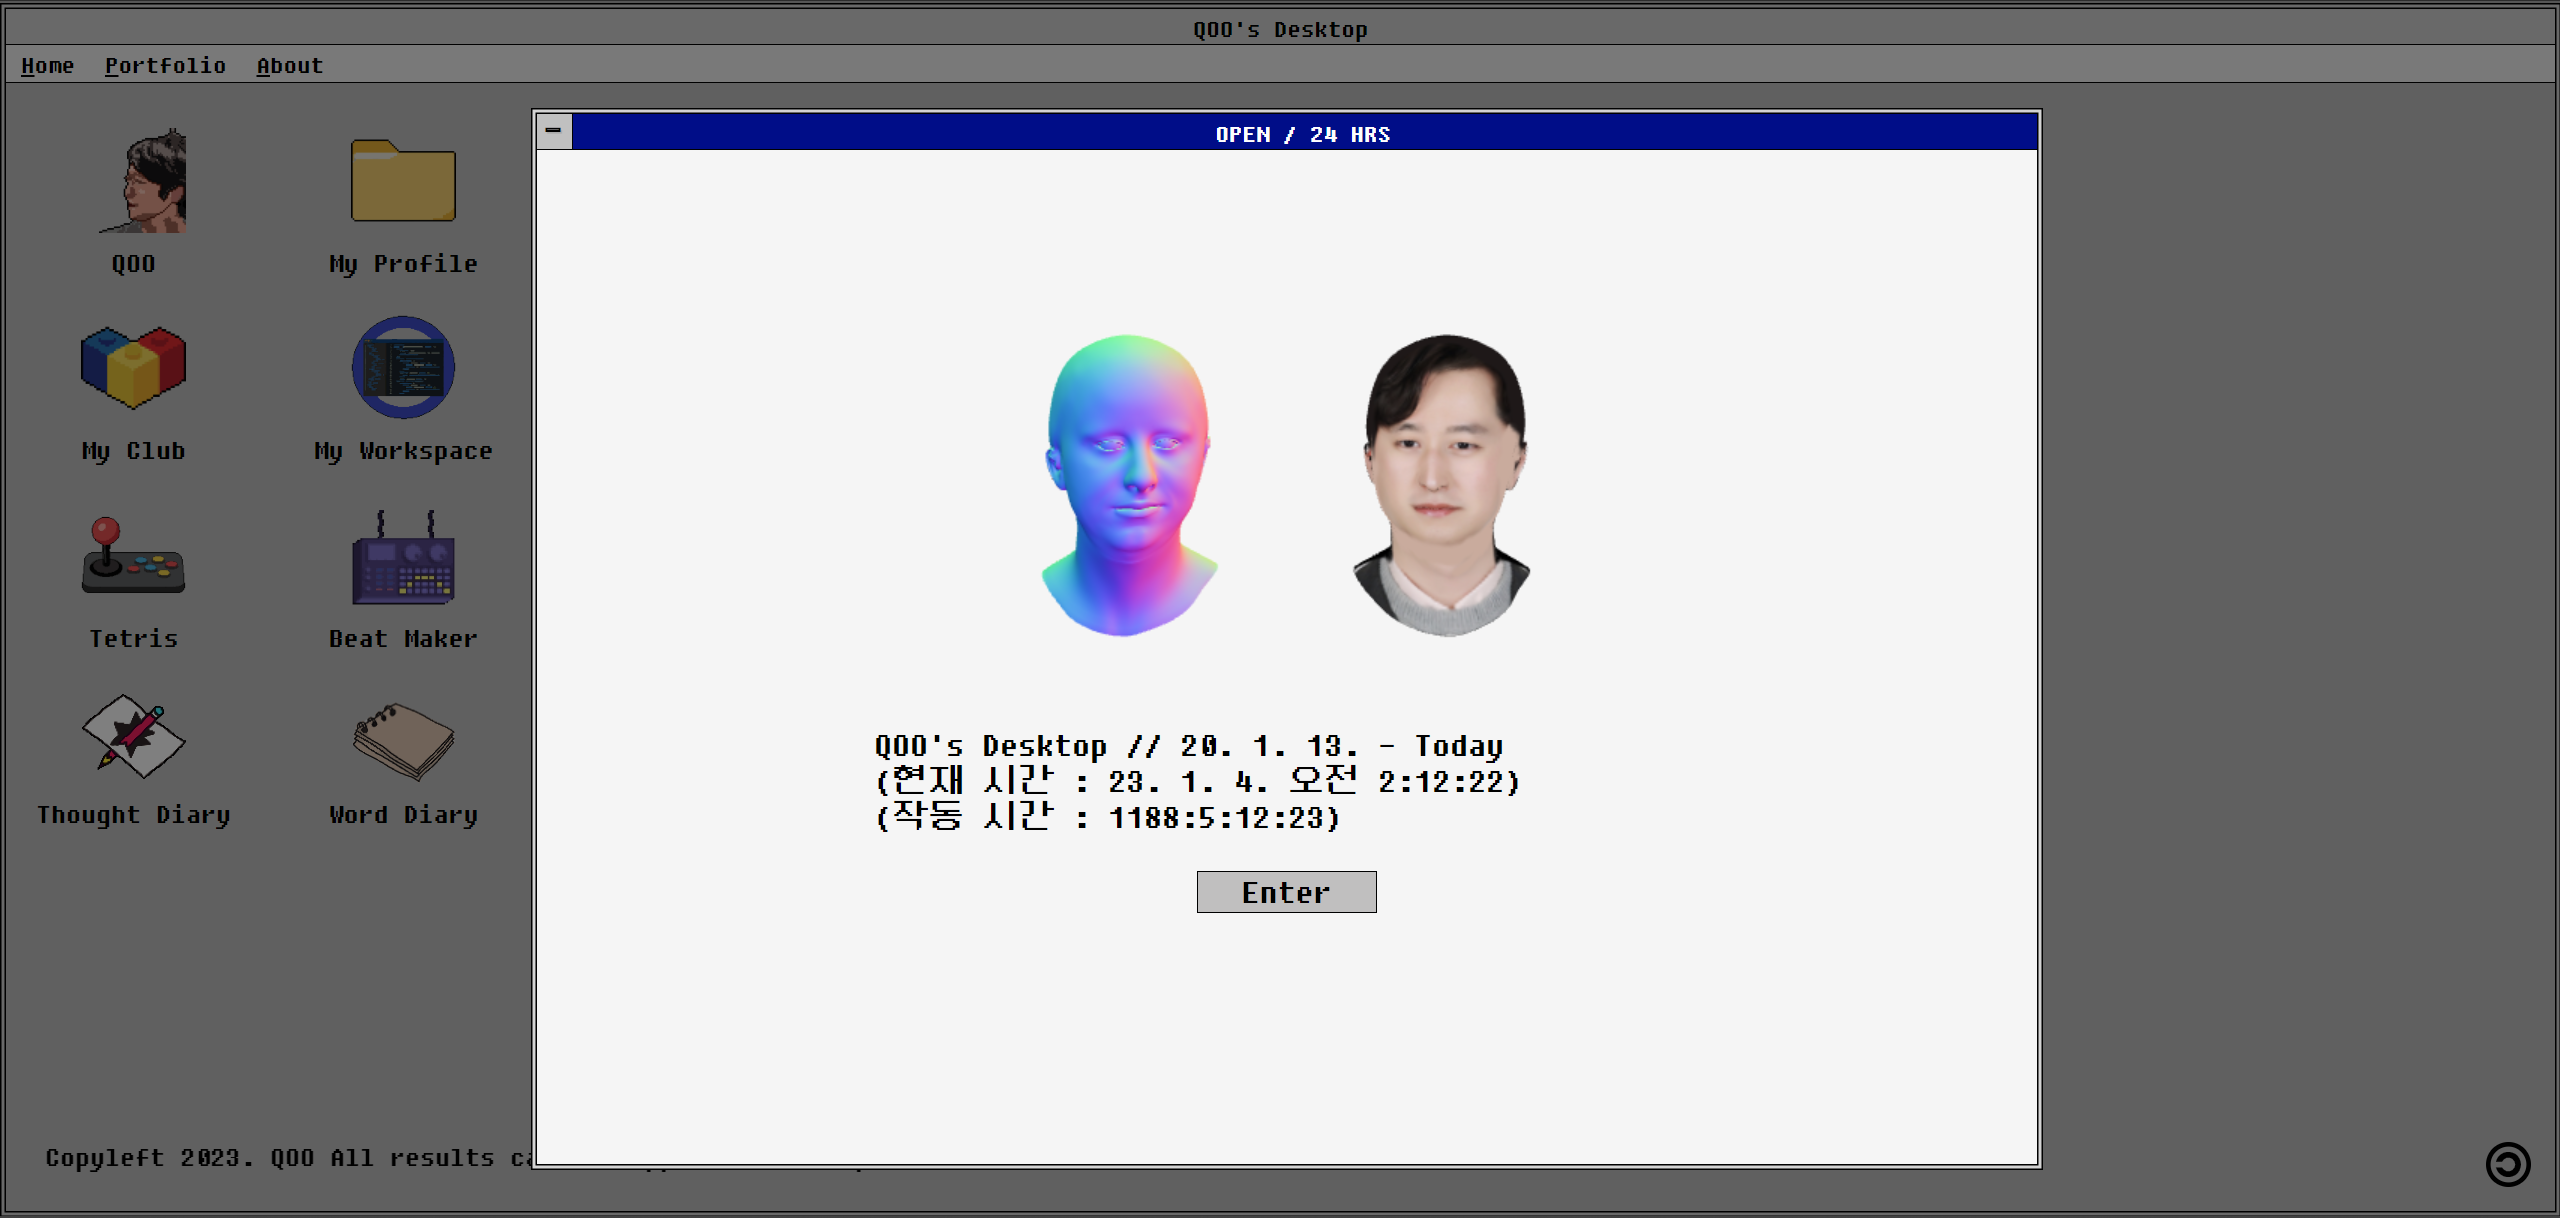 QOO's Desktop
Home Portfolio About
OPEN / 24 HRS
QOO
My Profile
My Club
My Workspace
Tetris
Beat Maker
Thought Diary
Word Diary
QOO's Desktop // 20. 1. 13. - Today
(현재 시간 : 23. 1. 4. 오전 2:12:22)
(작동 시간 : 1188:5:12:23)
Enter
Copyleft 2023. QOO All results